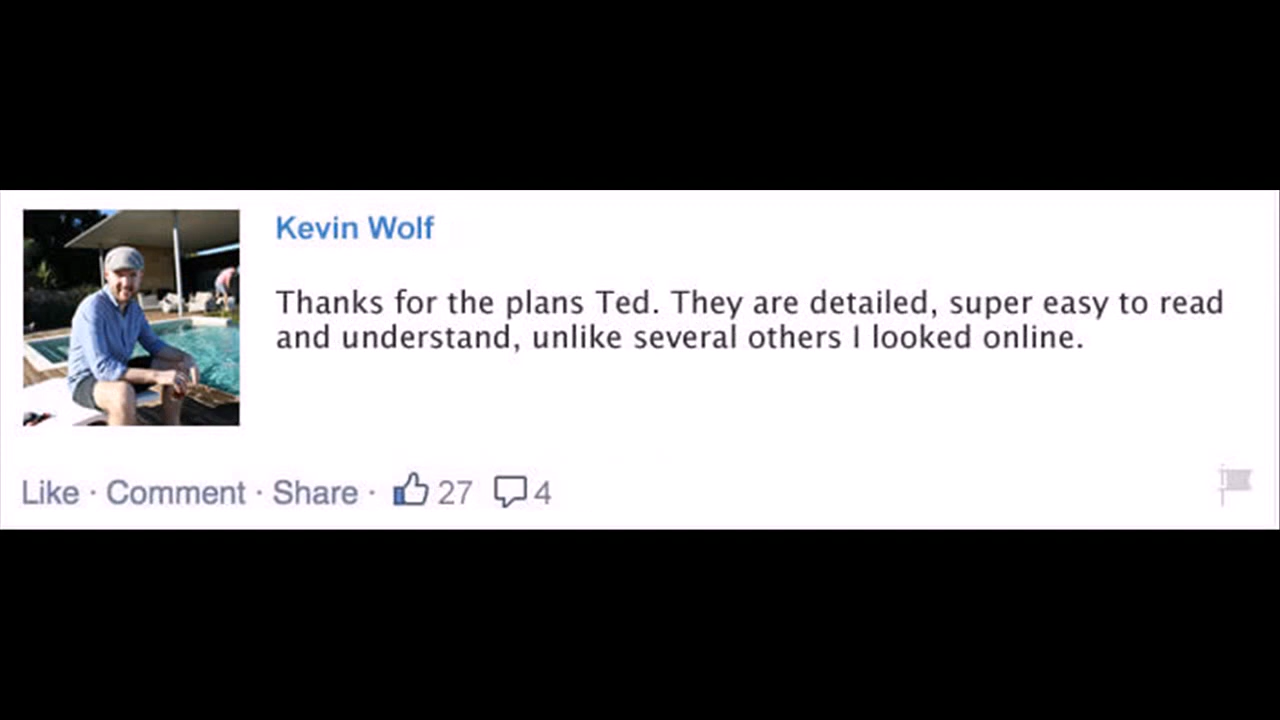 Kevin Wolf
Thanks for the plans Ted. They are detailed, super easy to read
and understand, unlike several others I looked online.
Like · Comment · Share · 27 4